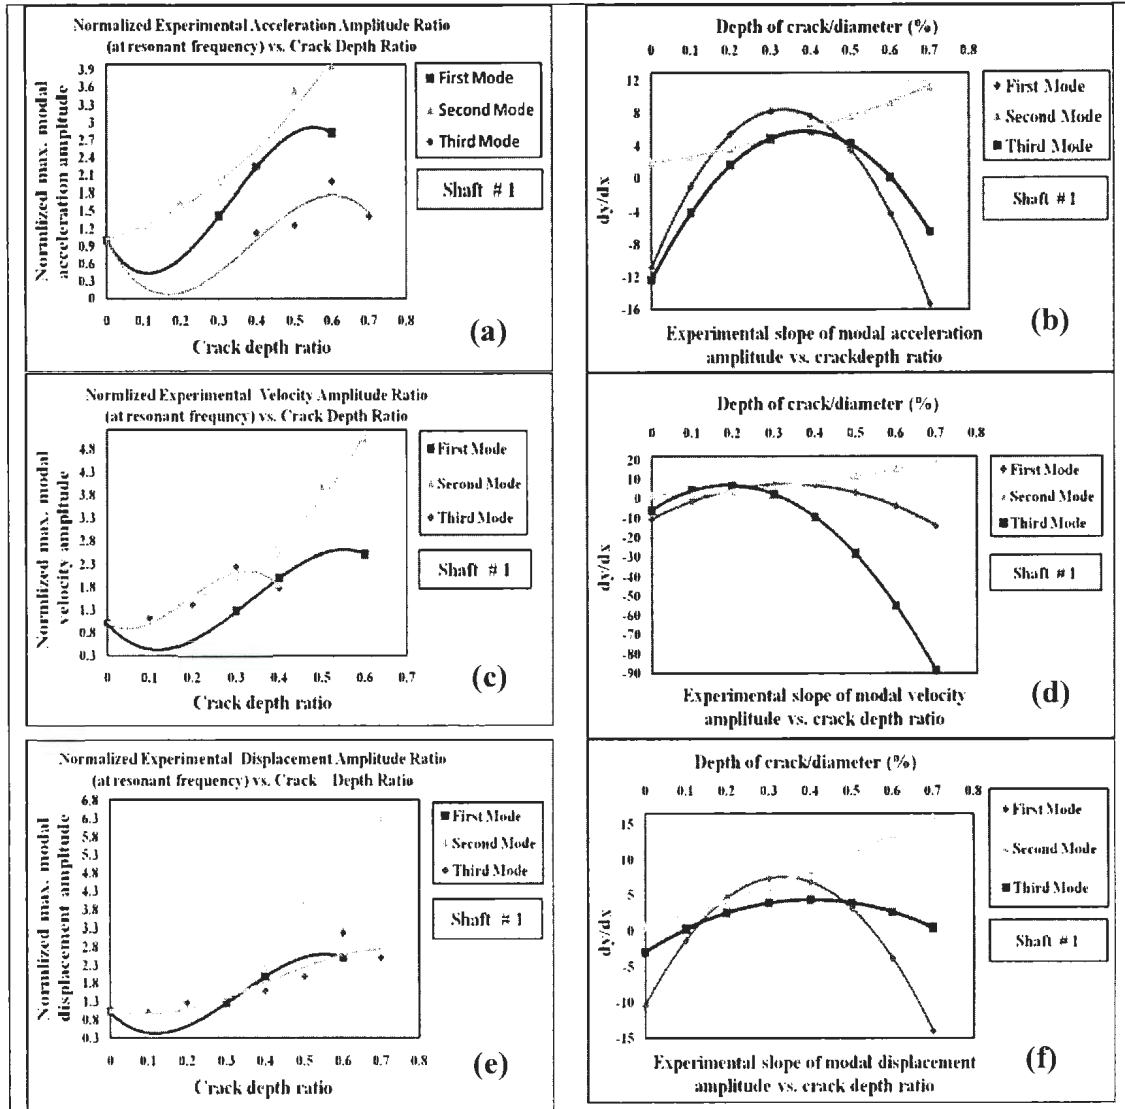 Normalized Experimental Acceleration Amplitude Ratio
(at resonant frequency) vs. Crack Depth Ratio
Normlized max. modal
acceleration amplitude
3.9
3.6
3.3
3
2.7
2.4
2.1
1.8
1.5
1.2
0.9
0.6
0.3
0
0 0.1 0.2 0.3 0.4 0.5 0.6 0.7 0.8
Crack depth ratio
First Mode
Second Mode
Third Mode
Shaft # 1
(a)
Depth of crack/diameter (%)
0 0.1 0.2 0.3 0.4 0.5 0.6 0.7 0.8
12
8
4
0
-4
-8
-12
-16
dy/dx
First Mode
Second Mode
Third Mode
Shaft # 1
Experimental slope of modal acceleration
amplitude vs. crackdepth ratio
(b)
Normlized Experimental Velocity Amplitude Ratio
(at resonant frequncy) vs. Crack Depth Ratio
Normlized max. modal
velocity amplitude
4.8
4.3
3.8
3.3
2.8
2.3
1.8
1.3
0.8
0.3
0 0.1 0.2 0.3 0.4 0.5 0.6 0.7
Crack depth ratio
First Mode
Second Mode
Third Mode
Shaft # 1
(c)
Depth of crack/diameter (%)
0 0.1 0.2 0.3 0.4 0.5 0.6 0.7 0.8
20
10
0
-10
-20
-30
-40
-50
-60
-70
-80
-90
dy/dx
First Mode
Second Mode
Third Mode
Shaft # 1
Experimental slope of modal velocity
amplitude vs. crack depth ratio
(d)
Normlized Experimental Displacement Amplitude Ratio
(at resonant frequency) vs. Crack Depth Ratio
Normlized max. modal
displacement amplitude
6.8
6.3
5.8
5.3
4.8
4.3
3.8
3.3
2.8
2.3
1.8
1.3
0.8
0.3
0 0.1 0.2 0.3 0.4 0.5 0.6 0.7 0.8
Crack depth ratio
First Mode
Second Mode
Third Mode
Shaft # 1
(e)
Depth of crack/diameter (%)
0 0.1 0.2 0.3 0.4 0.5 0.6 0.7 0.8
15
10
5
0
-5
-10
-15
dy/dx
First Mode
Second Mode
Third Mode
Shaft # 1
Experimental slope of modal displacement
amplitude vs. crack depth ratio
(f)